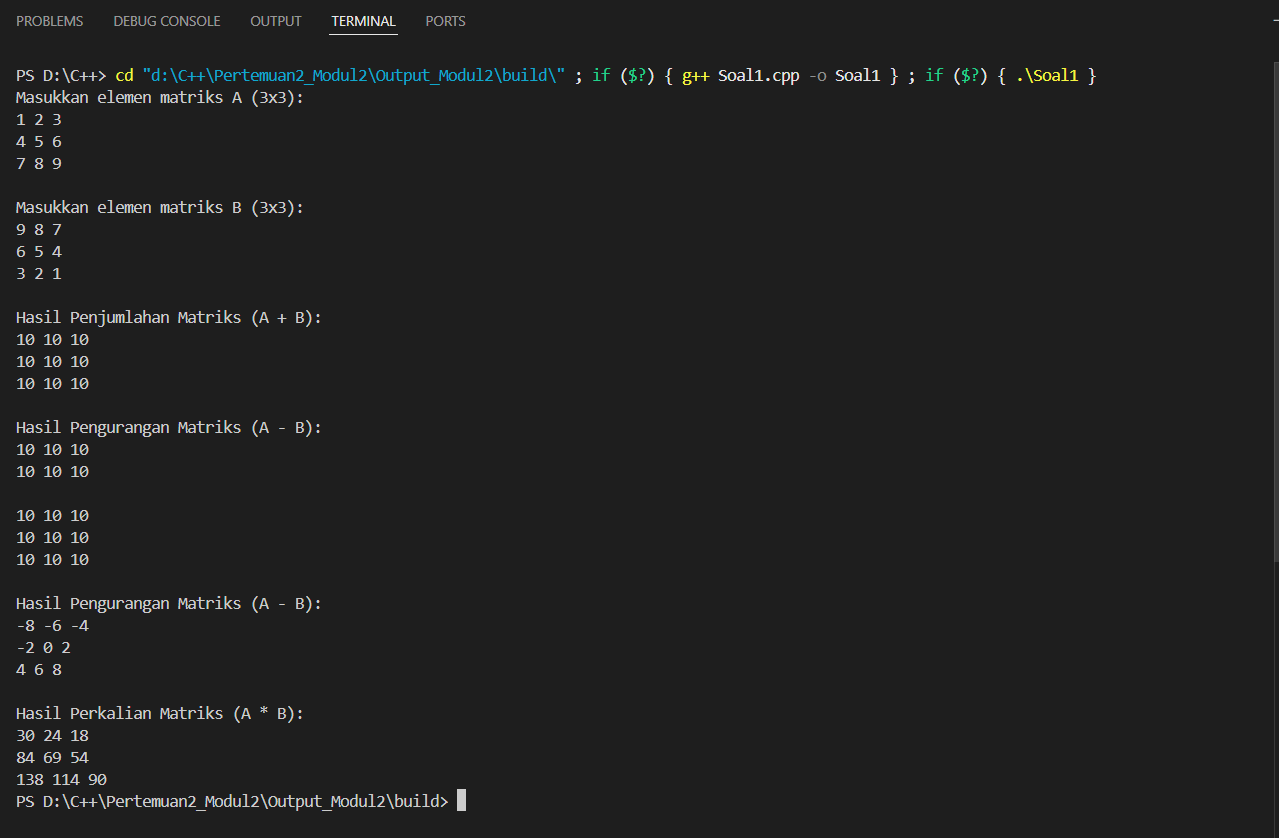 PROBLEMS DEBUG CONSOLE OUTPUT TERMINAL PORTS
PS D:\C++> cd "d:\C++\Pertemuan2_Modul2\Output_Modul2\build\" ; if ($?) { g++ Soal1.cpp -o Soal1 } ; if ($?) { .\Soal1 }
Masukkan elemen matriks A (3x3):
1 2 3
4 5 6
7 8 9
Masukkan elemen matriks B (3x3):
9 8 7
6 5 4
3 2 1
Hasil Penjumlahan Matriks (A + B):
10 10 10
10 10 10
10 10 10
Hasil Pengurangan Matriks (A - B):
10 10 10
10 10 10
10 10 10
10 10 10
10 10 10
Hasil Pengurangan Matriks (A - B):
-8 -6 -4
-2 0 2
4 6 8
Hasil Perkalian Matriks (A * B):
30 24 18
84 69 54
138 114 90
PS D:\C++\Pertemuan2_Modul2\Output_Modul2\build>